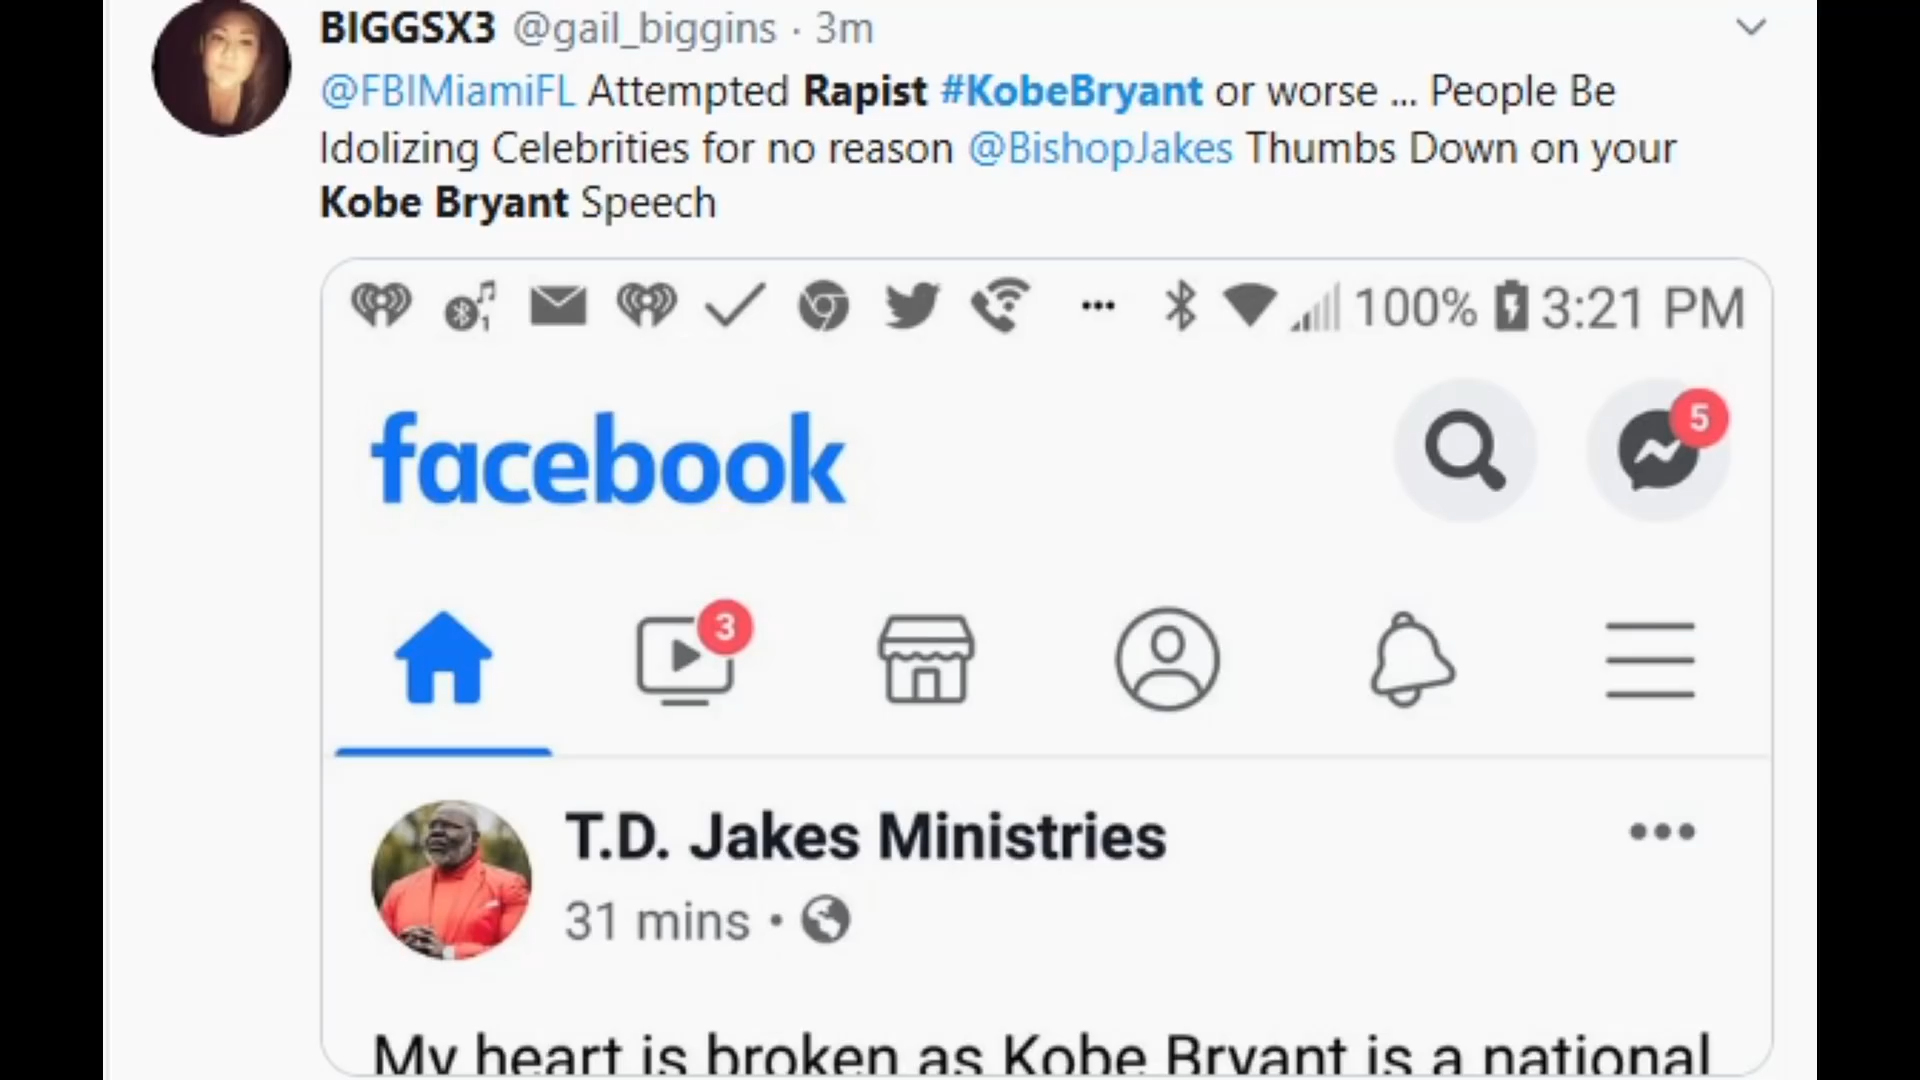 BIGGSX3 @gail_biggins · 3m
@FBIMiamiFL Attempted Rapist #KobeBryant or worse ... People Be
Idolizing Celebrities for no reason @BishopJakes Thumbs Down on your
Kobe Bryant Speech
1 100% 3:21 PM
facebook
5
3
T.D. Jakes Ministries
31 mins ·
My heart is broken as Kobe Bryant is a national